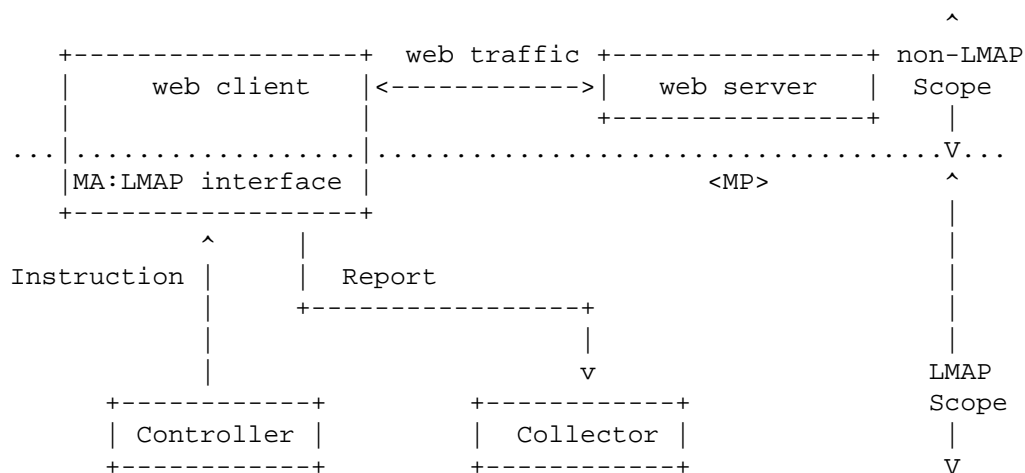 ^
   +------------------+  web traffic +----------------+ non-LMAP
   |     web client   |<------------>|   web server   |  Scope
   |                  |              +----------------+    |
...|..................|....................................V...
   |MA:LMAP interface |                     <MP>           ^
   +------------------+                                    |
            ^     |                                        |
Instruction |     |  Report                                |
            |     +-----------------+                      |
            |                       |                      |
            |                       v                     LMAP
      +------------+         +------------+               Scope
      | Controller |         |  Collector |                |
      +------------+         +------------+                V